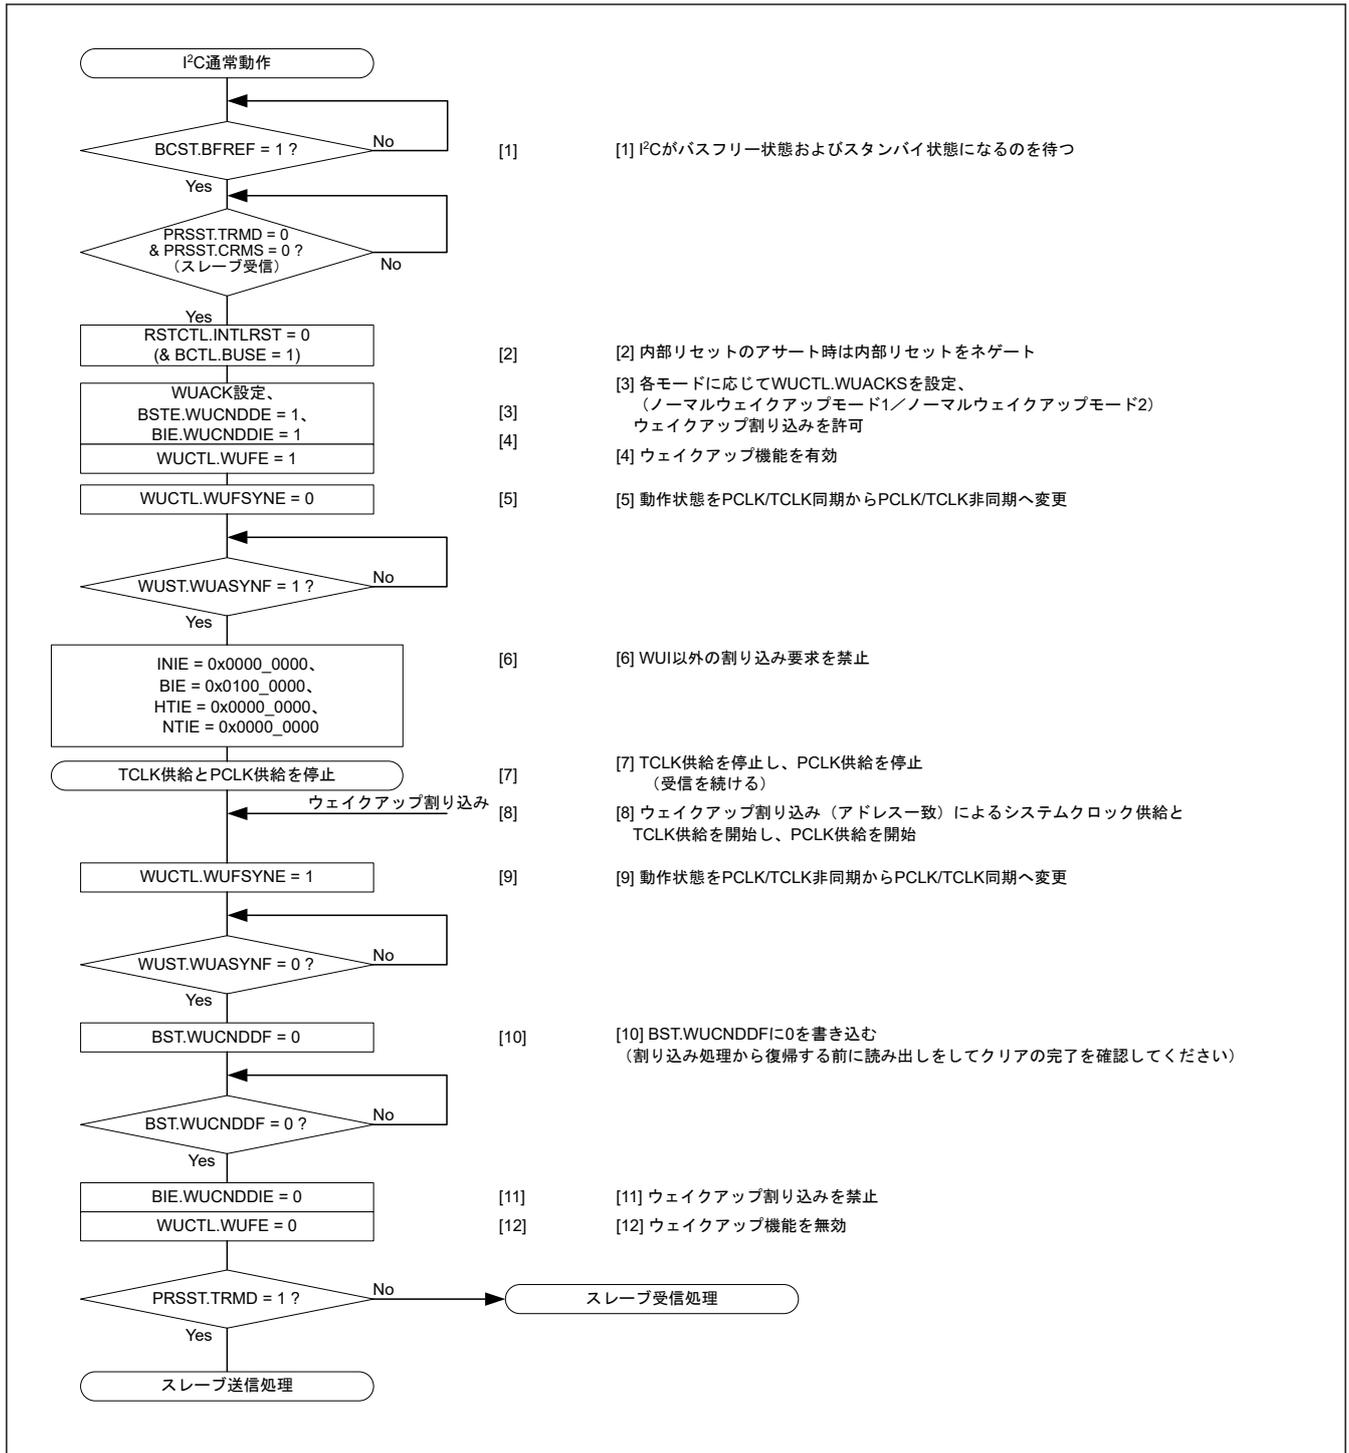 I²C通常動作
BCST.BFREF = 1 ?
No
[1]
[1] I²Cがバスフリー状態およびスタンバイ状態になるのを待つ
Yes
PRSST.TRMD = 0
& PRSST.CRMS = 0 ?
（スレーブ受信）
No
Yes
RSTCTL.INTLRST = 0
(& BCTL.BUSE = 1)
[2]
[2] 内部リセットのアサート時は内部リセットをネゲート
WUACK設定、
BSTE.WUCNDDE = 1、
BIE.WUCNDDIE = 1
[3]
[3] 各モードに応じてWUCTL.WUACKSを設定、
（ノーマルウェイクアップモード1／ノーマルウェイクアップモード2）
ウェイクアップ割り込みを許可
WUCTL.WUFE = 1
[4]
[4] ウェイクアップ機能を有効
WUCTL.WUFSYNE = 0
[5]
[5] 動作状態をPCLK/TCLK同期からPCLK/TCLK非同期へ変更
WUST.WUASYNF = 1 ?
No
Yes
INIE = 0x0000_0000、
BIE = 0x0100_0000、
HTIE = 0x0000_0000、
NTIE = 0x0000_0000
[6]
[6] WUI以外の割り込み要求を禁止
TCLK供給とPCLK供給を停止
[7]
[7] TCLK供給を停止し、PCLK供給を停止
（受信を続ける）
ウェイクアップ割り込み
[8]
[8] ウェイクアップ割り込み（アドレス一致）によるシステムクロック供給と
TCLK供給を開始し、PCLK供給を開始
WUCTL.WUFSYNE = 1
[9]
[9] 動作状態をPCLK/TCLK非同期からPCLK/TCLK同期へ変更
WUST.WUASYNF = 0 ?
No
Yes
BST.WUCNDDF = 0
[10]
[10] BST.WUCNDDFに0を書き込む
（割り込み処理から復帰する前に読み出しをしてクリアの完了を確認してください）
BST.WUCNDDF = 0 ?
No
Yes
BIE.WUCNDDIE = 0
[11]
[11] ウェイクアップ割り込みを禁止
WUCTL.WUFE = 0
[12]
[12] ウェイクアップ機能を無効
PRSST.TRMD = 1 ?
No
スレーブ受信処理
Yes
スレーブ送信処理